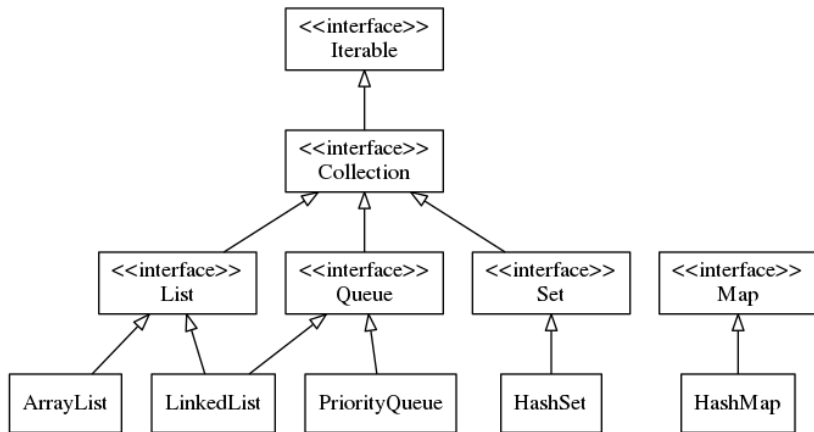 <<interface>>
Iterable
<<interface>>
Collection
<<interface>>
List
<<interface>>
Queue
<<interface>>
Set
<<interface>>
Map
ArrayList
LinkedList
PriorityQueue
HashSet
HashMap